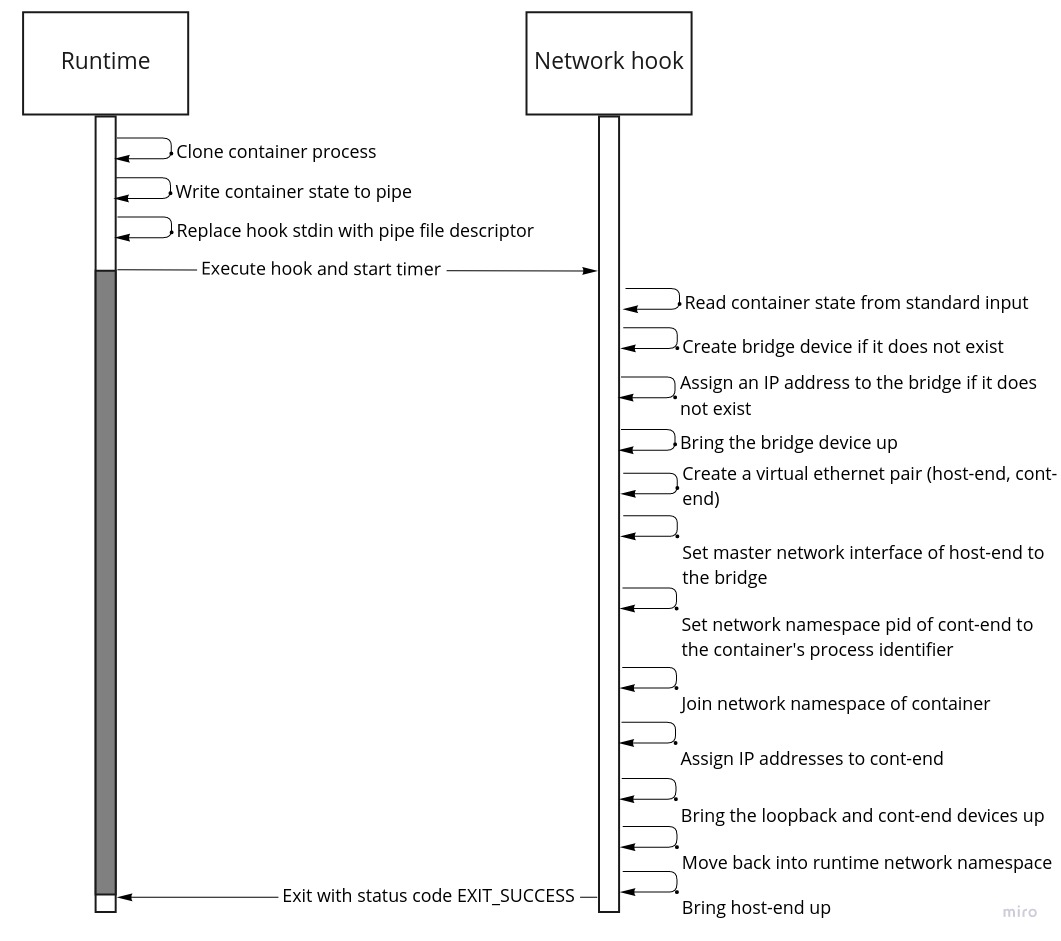 Runtime
Network hook
Clone container process
Write container state to pipe
Replace hook stdin with pipe file descriptor
Execute hook and start timer
Read container state from standard input
Create bridge device if it does not exist
Assign an IP address to the bridge if it does
not exist
Bring the bridge device up
Create a virtual ethernet pair (host-end, cont-
end)
Set master network interface of host-end to
the bridge
Set network namespace pid of cont-end to
the container's process identifier
Join network namespace of container
Assign IP addresses to cont-end
Bring the loopback and cont-end devices up
Move back into runtime network namespace
Exit with status code EXIT_SUCCESS
Bring host-end up
miro